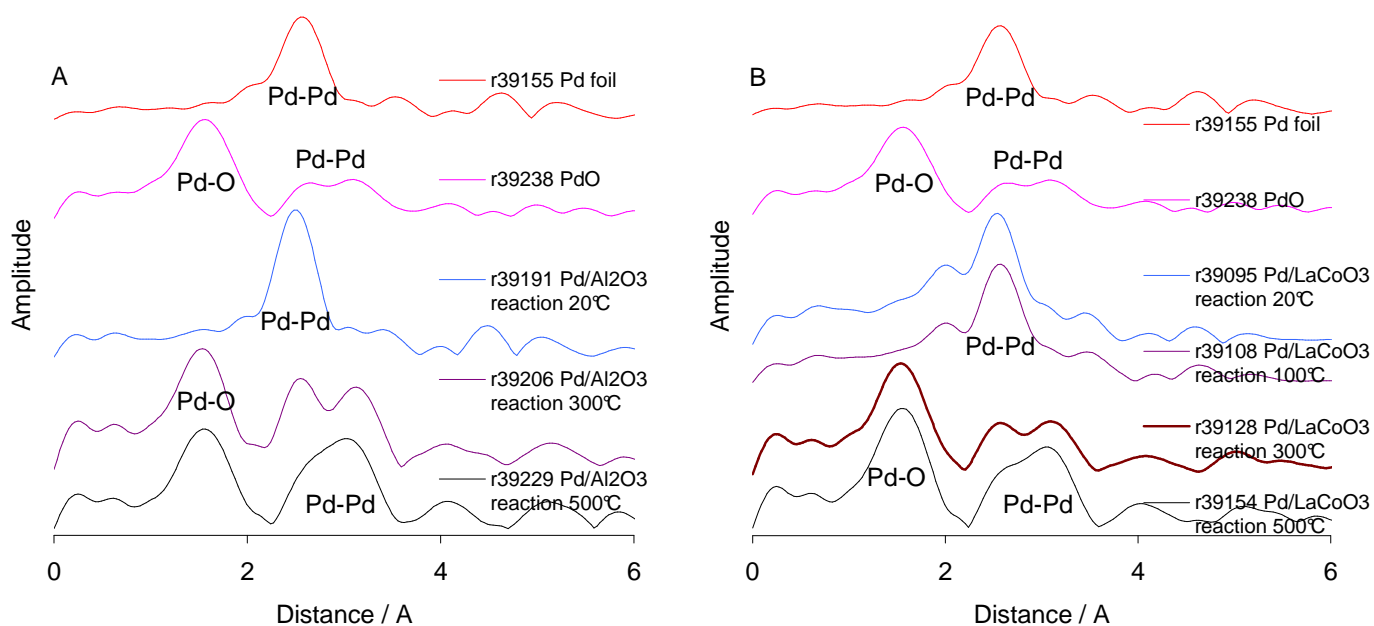 A
r39155 Pd foil
Pd-Pd
Pd-Pd
Pd-O
r39238 PdO
r39191 Pd/Al2O3
reaction 20°C
Pd-Pd
r39206 Pd/Al2O3
reaction 300°C
Pd-O
r39229 Pd/Al2O3
reaction 500°C
Pd-Pd
Amplitude
0 2 4 6
Distance / A
B
Pd-Pd
r39155 Pd foil
Pd-Pd
Pd-O
r39238 PdO
r39095 Pd/LaCoO3
reaction 20°C
Pd-Pd
r39108 Pd/LaCoO3
reaction 100°C
r39128 Pd/LaCoO3
reaction 300°C
Pd-O
Pd-Pd
r39154 Pd/LaCoO3
reaction 500°C
Amplitude
0 2 4 6
Distance / A